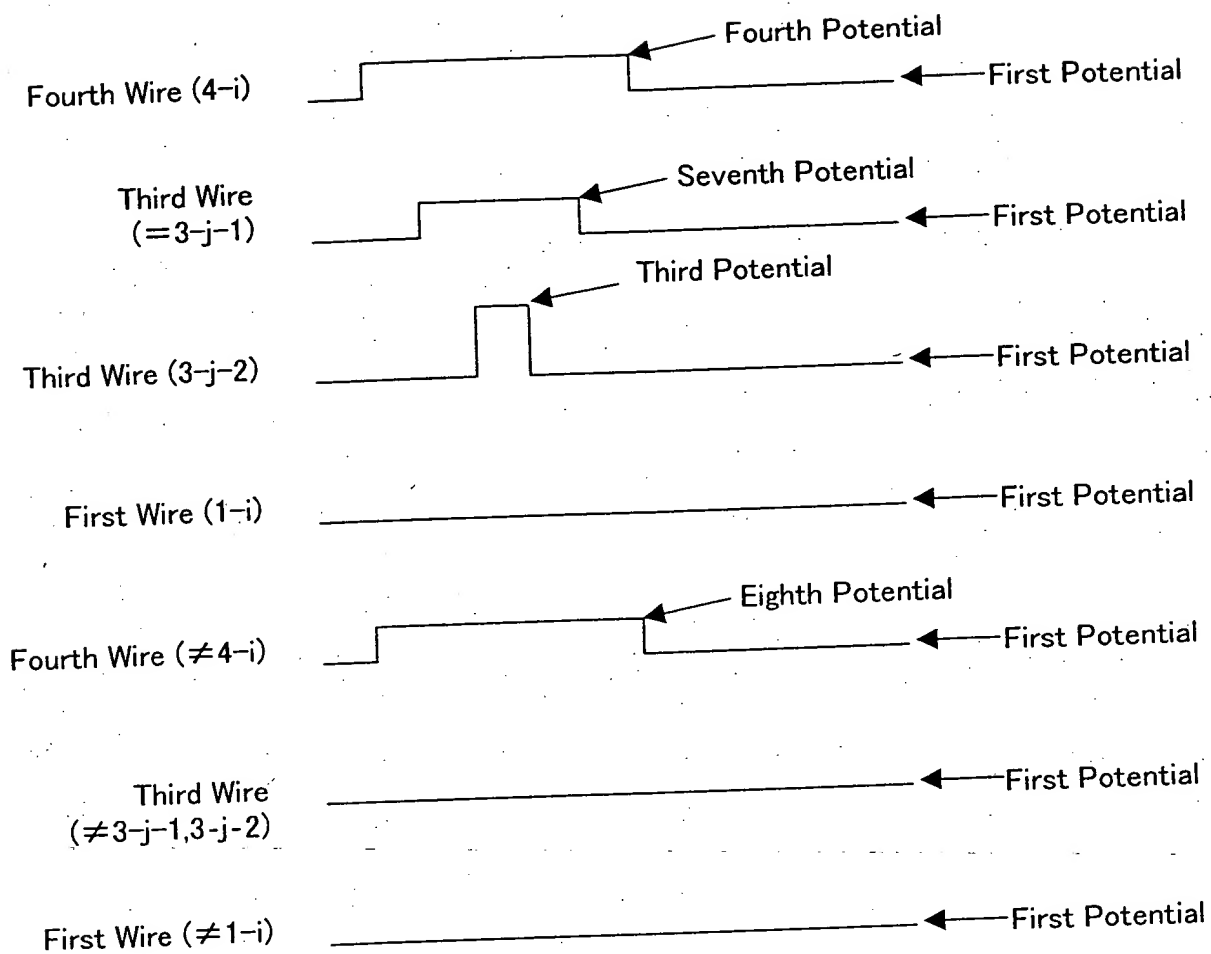 Fourth Potential
Fourth Wire (4-i)
First Potential
Third Wire
(=3-j-1)
Seventh Potential
First Potential
Third Potential
Third Wire (3-j-2)
First Potential
First Wire (1-i)
First Potential
Eighth Potential
Fourth Wire (≠4-i)
First Potential
Third Wire
(≠3-j-1,3-j-2)
First Potential
First Wire (≠1-i)
First Potential